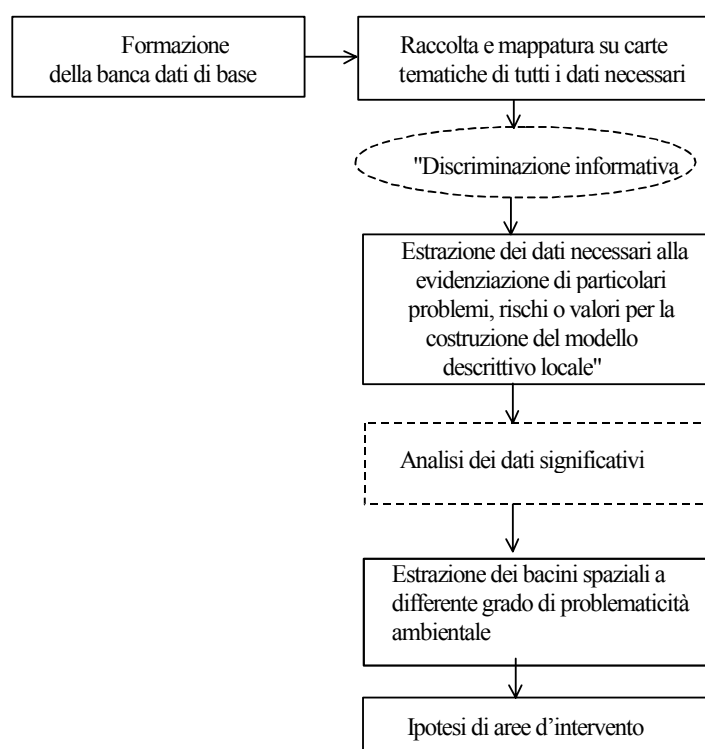 Formazione
della banca dati di base
Raccolta e mappatura su carte
tematiche di tutti i dati necessari
"Discriminazione informativa
Estrazione dei dati necessari alla
evidenziazione di particolari
problemi, rischi o valori per la
costruzione del modello
descrittivo locale"
Analisi dei dati significativi
Estrazione dei bacini spaziali a
differente grado di problematicità
ambientale
Ipotesi di aree d’intervento